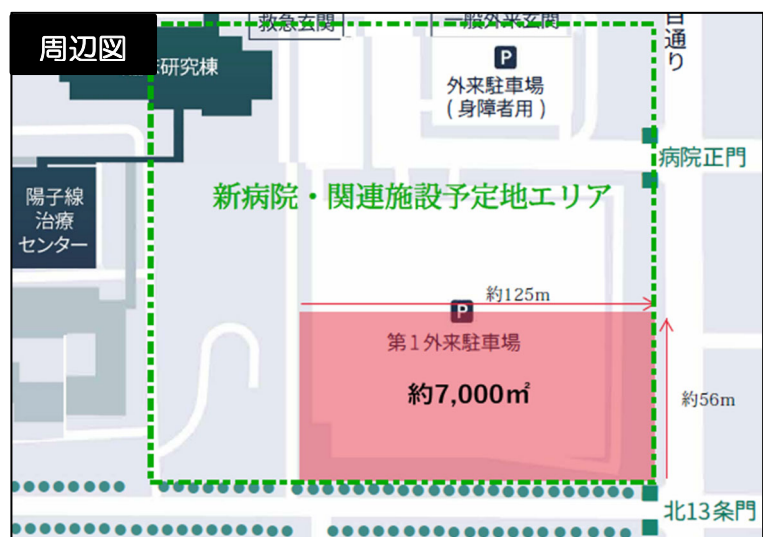 周辺図
救急玄関
一般外来玄関
目通り
研究棟
P
外来駐車場
(身障者用)
病院正門
陽子線
治療
センター
新病院・関連施設予定地エリア
約125m
P
第1外来駐車場
約7,000㎡
約56m
北13条門